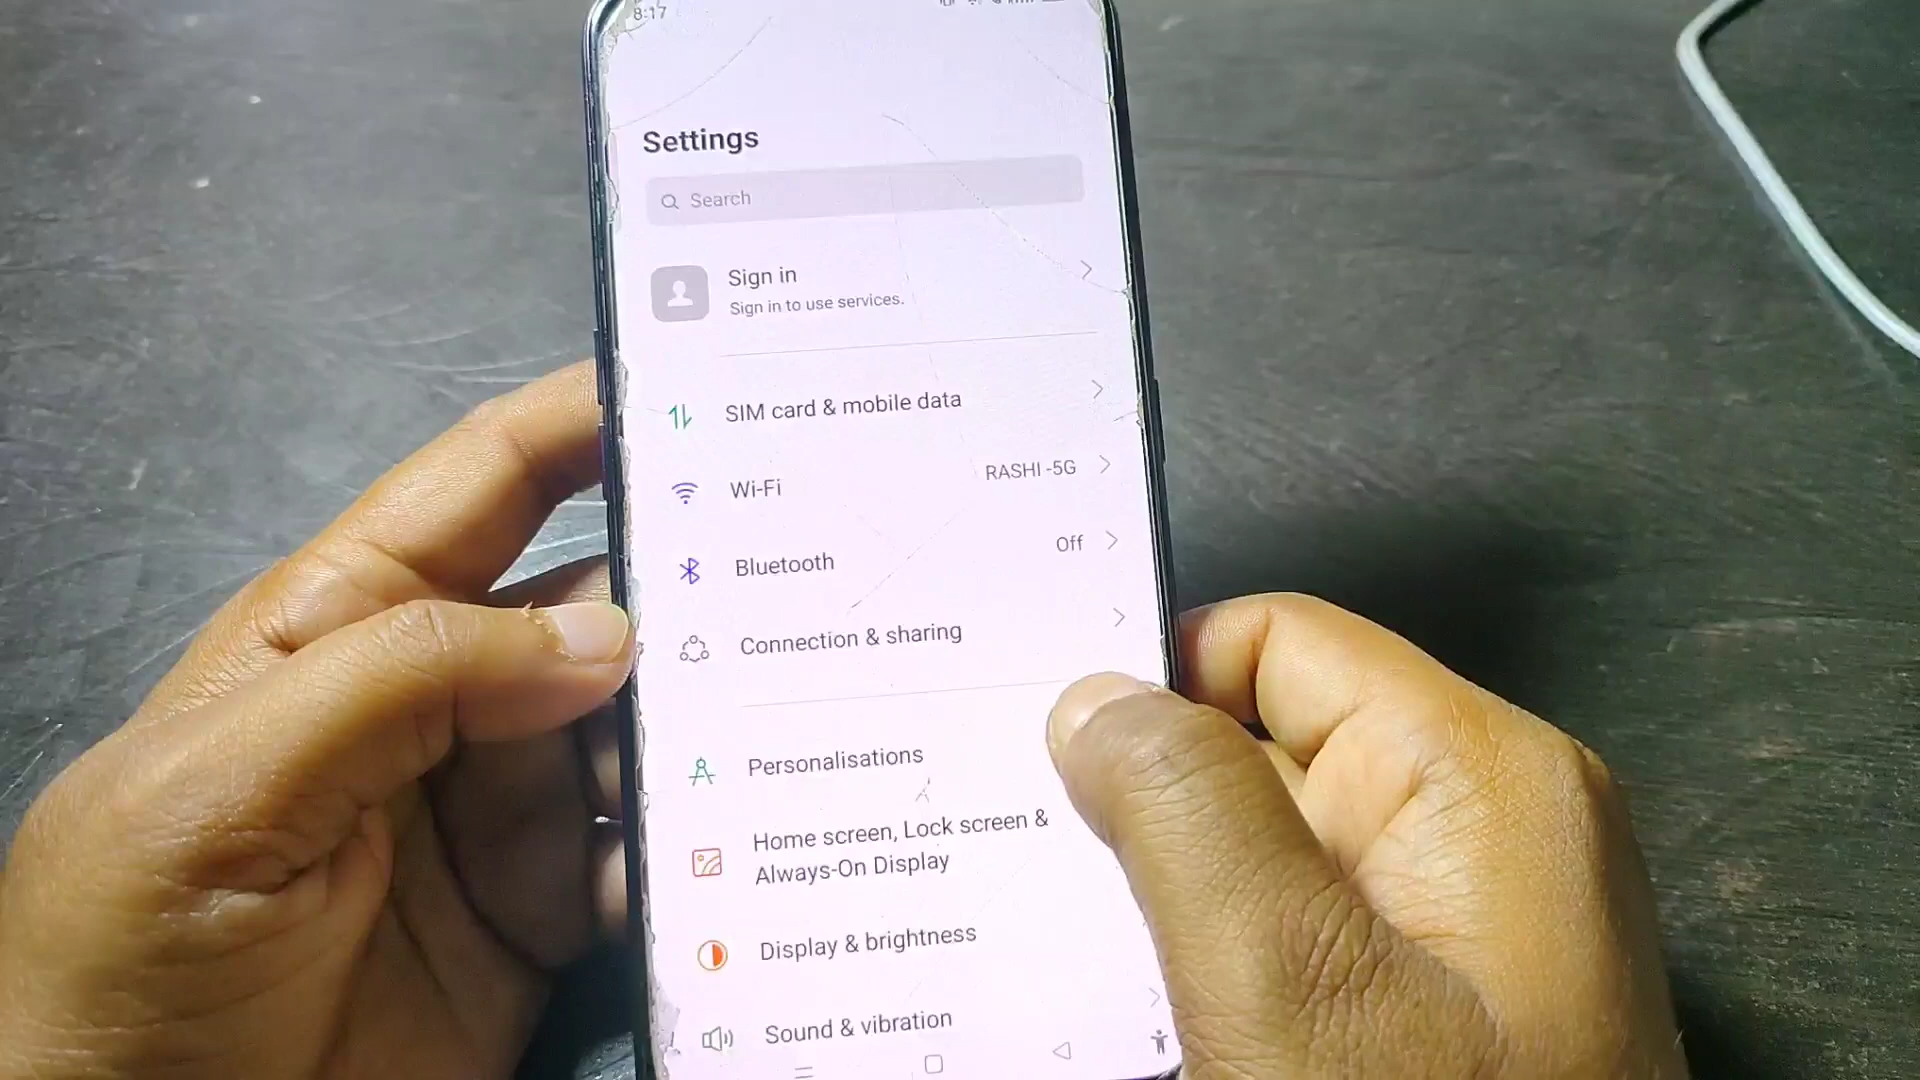 8:17
Settings
Search
Sign in
Sign in to use services.
SIM card & mobile data
Wi-Fi RASHI -5G
Bluetooth Off
Connection & sharing
Personalisations
Home screen, Lock screen &
Always-On Display
Display & brightness
Sound & vibration